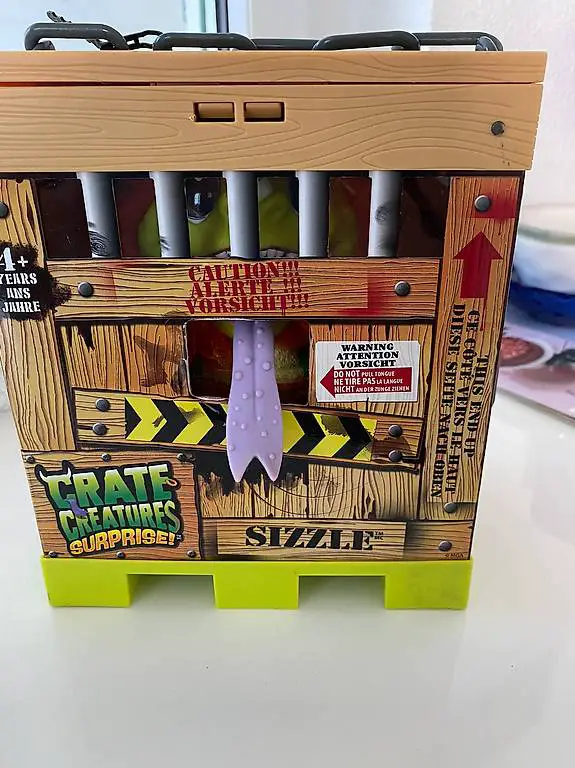 CAUTION!!!
ALERTE !!!
VORSICHT!!!
4+
YEARS
ANS
JAHRE
WARNING
ATTENTION
VORSICHT
DO NOT PULL TONGUE
NE TIRE PAS LA LANGUE
NICHT AN DER ZUNGE ZIEHEN
THIS END UP
CE CÔTÉ VERS LE HAUT
DIESE SEITE NACH OBEN
CRATE
CREATURES
SURPRISE!
SIZZLE™
© MGA